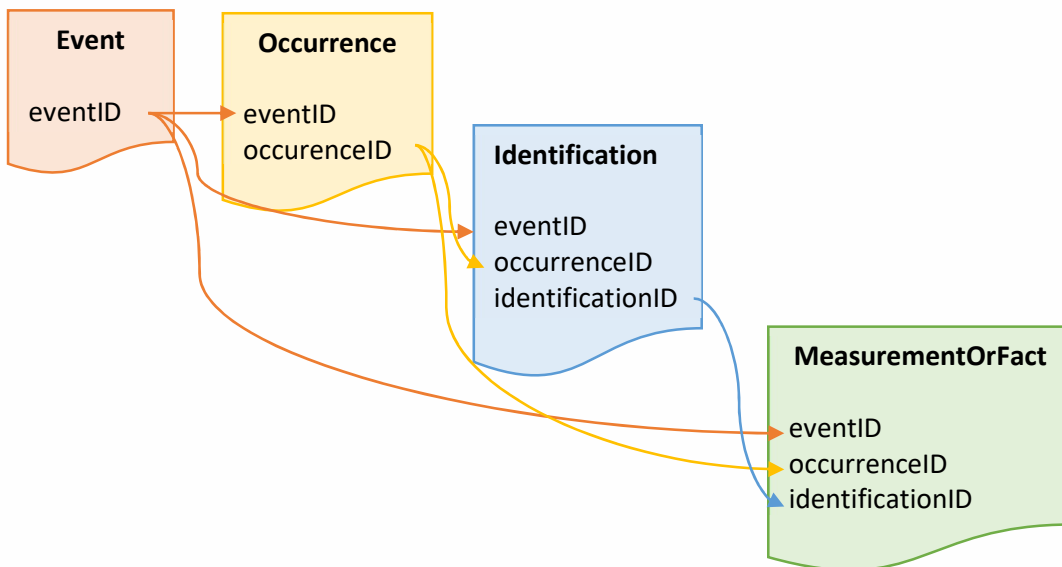 Event
eventID
Occurrence
eventID
occurenceID
Identification
eventID
occurrenceID
identificationID
MeasurementOrFact
eventID
occurrenceID
identificationID